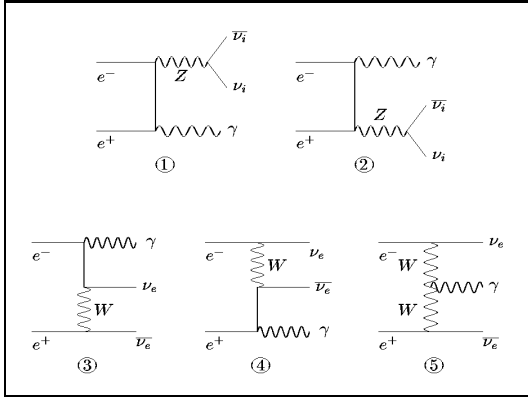 ν̅i
e⁻ Z νi
e⁺ γ
①
γ
e⁻ Z ν̅i
e⁺ νi
②
γ
e⁻ νe
W
e⁺ ν̅e
③
e⁻ νe
W ν̅e
e⁺ γ
④
e⁻ νe
W γ
W
e⁺ ν̅e
⑤